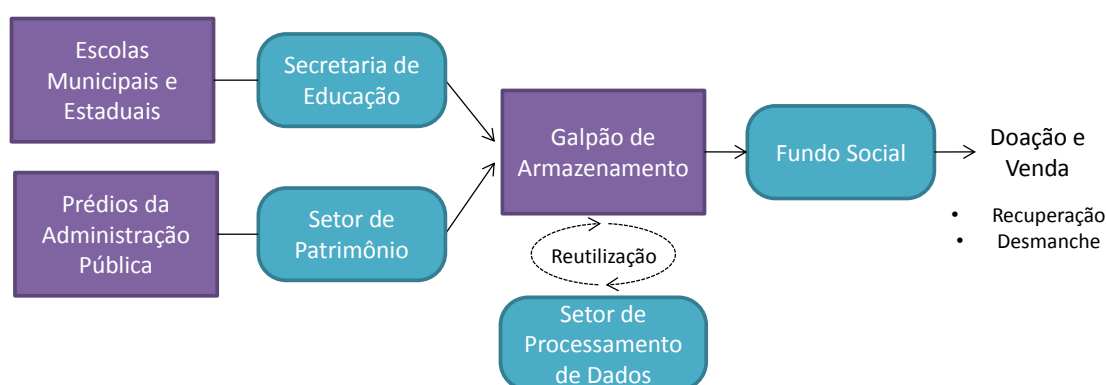 Escolas
Municipais e
Estaduais
Secretaria de
Educação
Prédios da
Administração
Pública
Setor de
Patrimônio
Galpão de
Armazenamento
Reutilização
Setor de
Processamento
de Dados
Fundo Social
Doação e
Venda
• Recuperação
• Desmanche